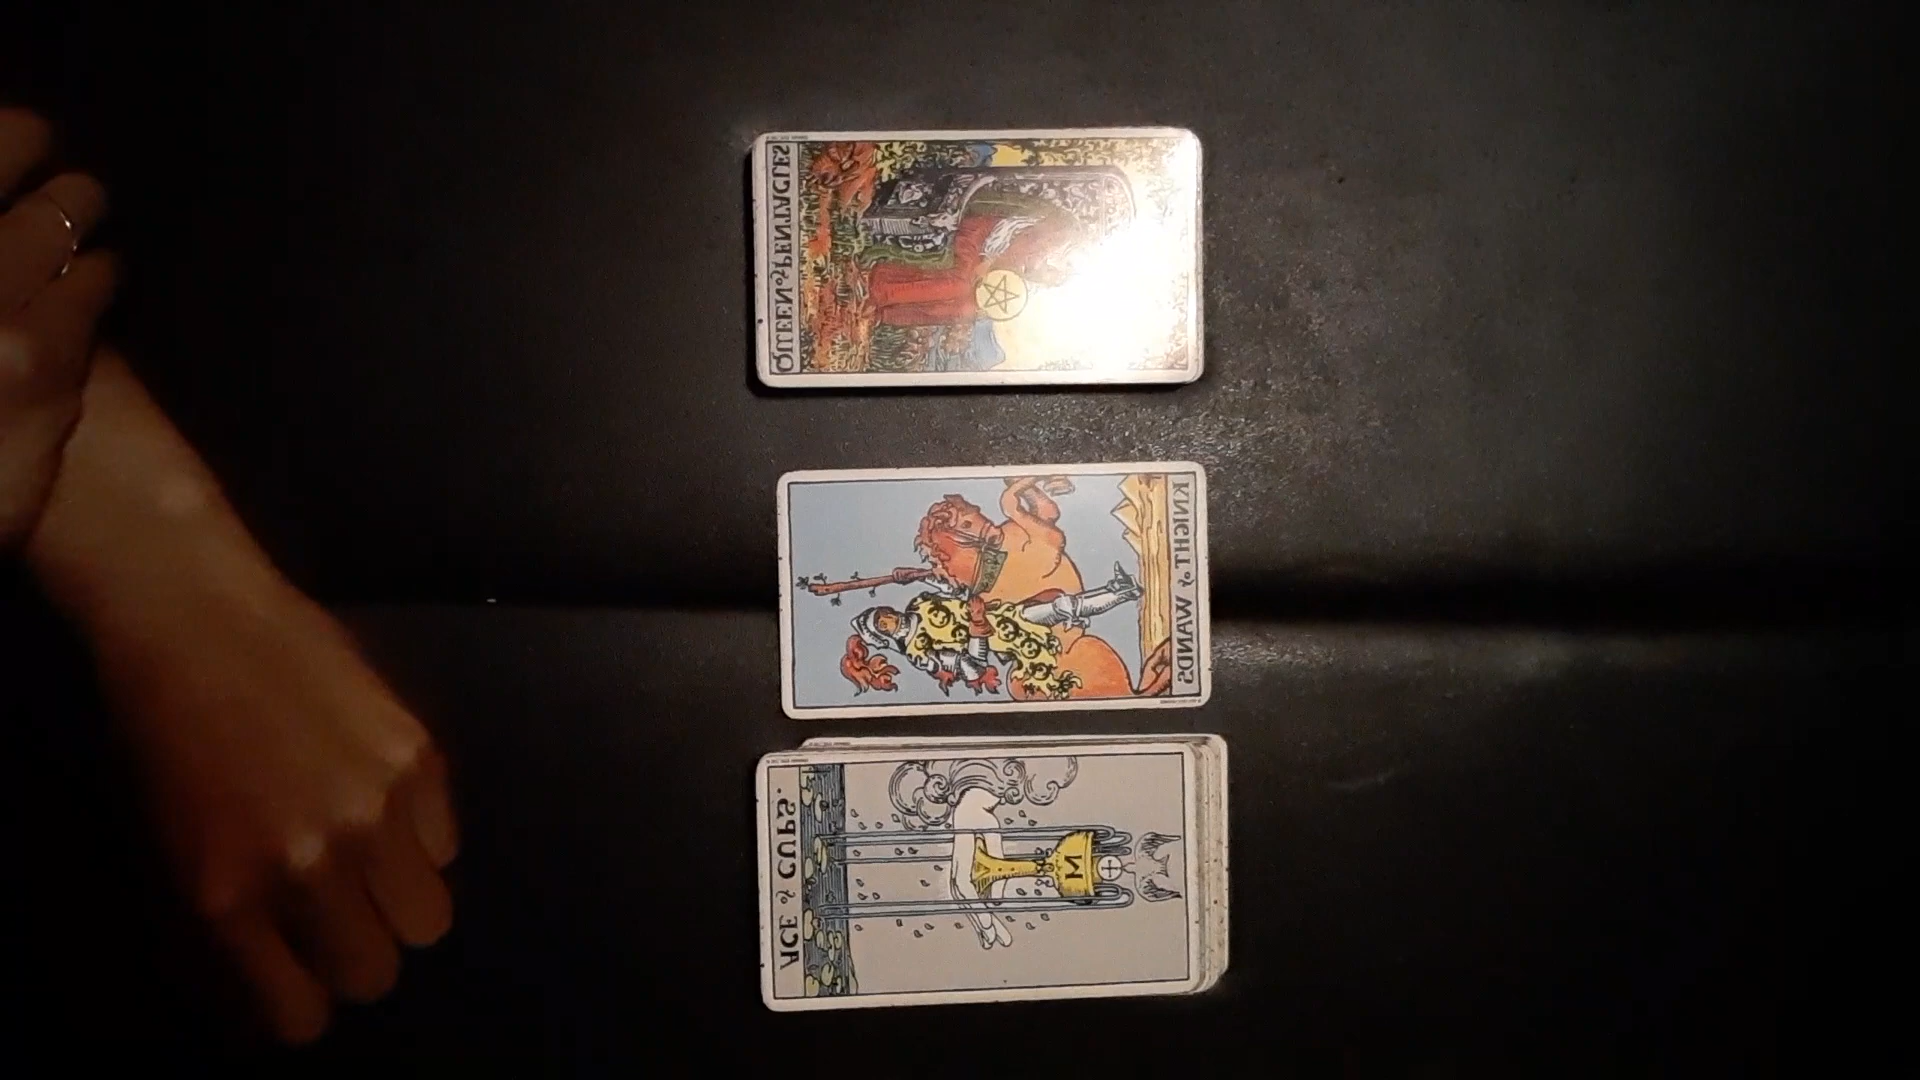 QUEEN of PENTACLES
KNIGHT of WANDS
ACE of CUPS.